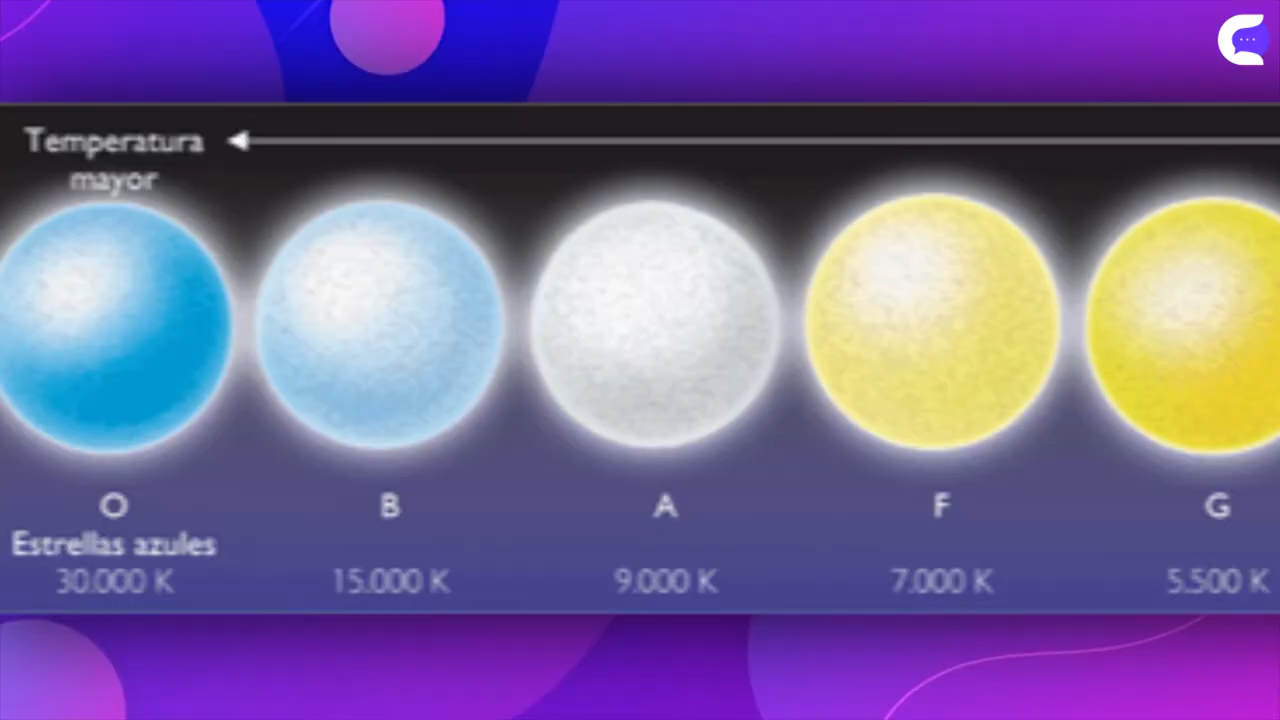 Temperatura
mayor
O
B
A
F
G
Estrellas azules
30.000 K
15.000 K
9.000 K
7.000 K
5.500 K